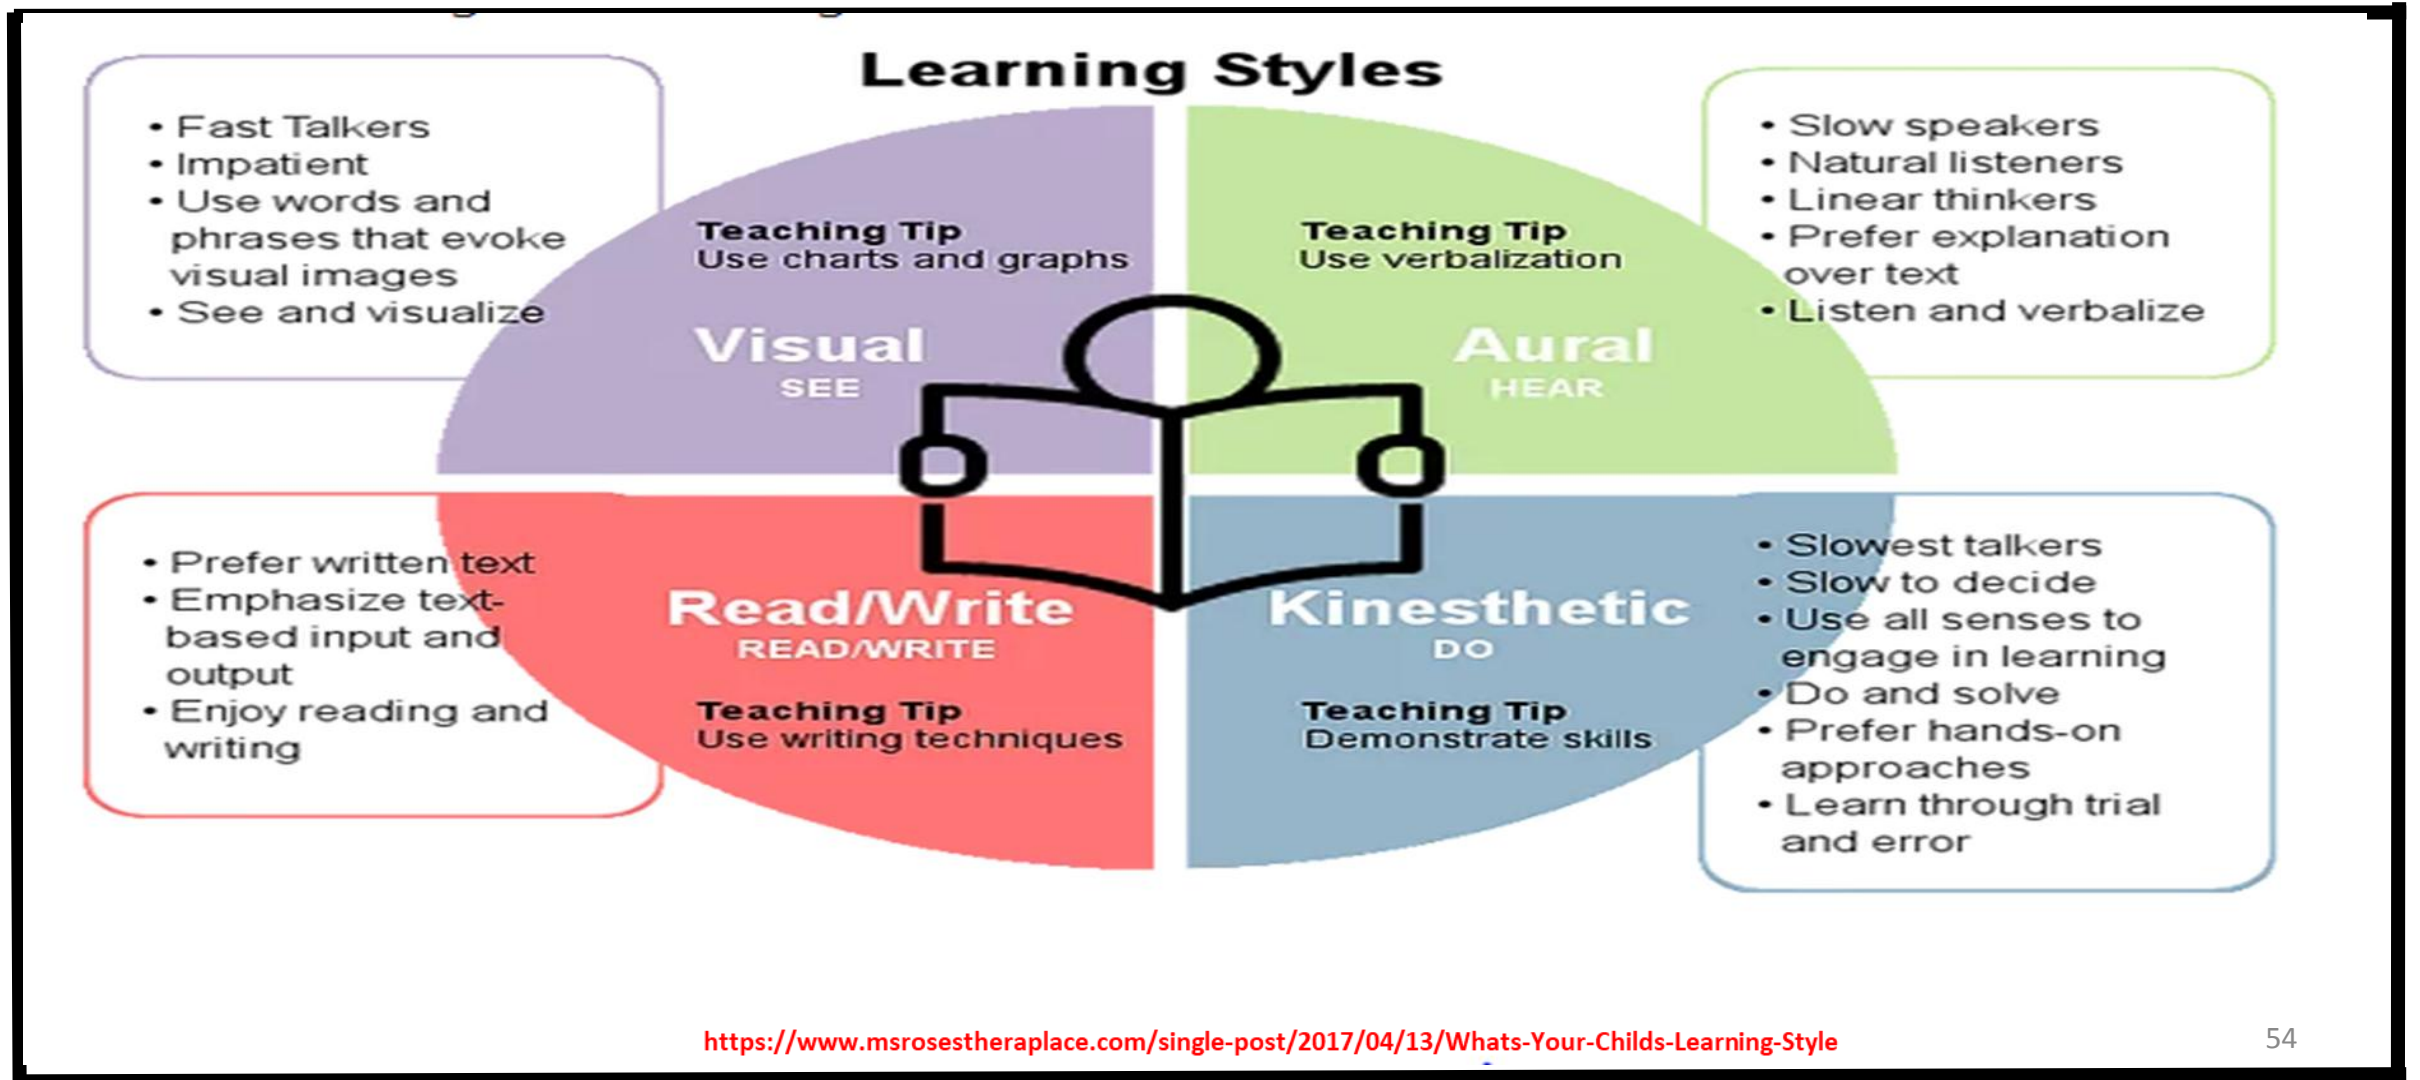 Learning Styles
• Fast Talkers
• Impatient
• Use words and
phrases that evoke
visual images
• See and visualize
Teaching Tip
Use charts and graphs
Visual
SEE
Teaching Tip
Use verbalization
Aural
HEAR
• Slow speakers
• Natural listeners
• Linear thinkers
• Prefer explanation
over text
• Listen and verbalize
• Prefer written text
• Emphasize text-
based input and
output
• Enjoy reading and
writing
Read/Write
READ/WRITE
Teaching Tip
Use writing techniques
Kinesthetic
DO
Teaching Tip
Demonstrate skills
• Slowest talkers
• Slow to decide
• Use all senses to
engage in learning
• Do and solve
• Prefer hands-on
approaches
• Learn through trial
and error
https://www.msrosestheraplace.com/single-post/2017/04/13/Whats-Your-Childs-Learning-Style
54